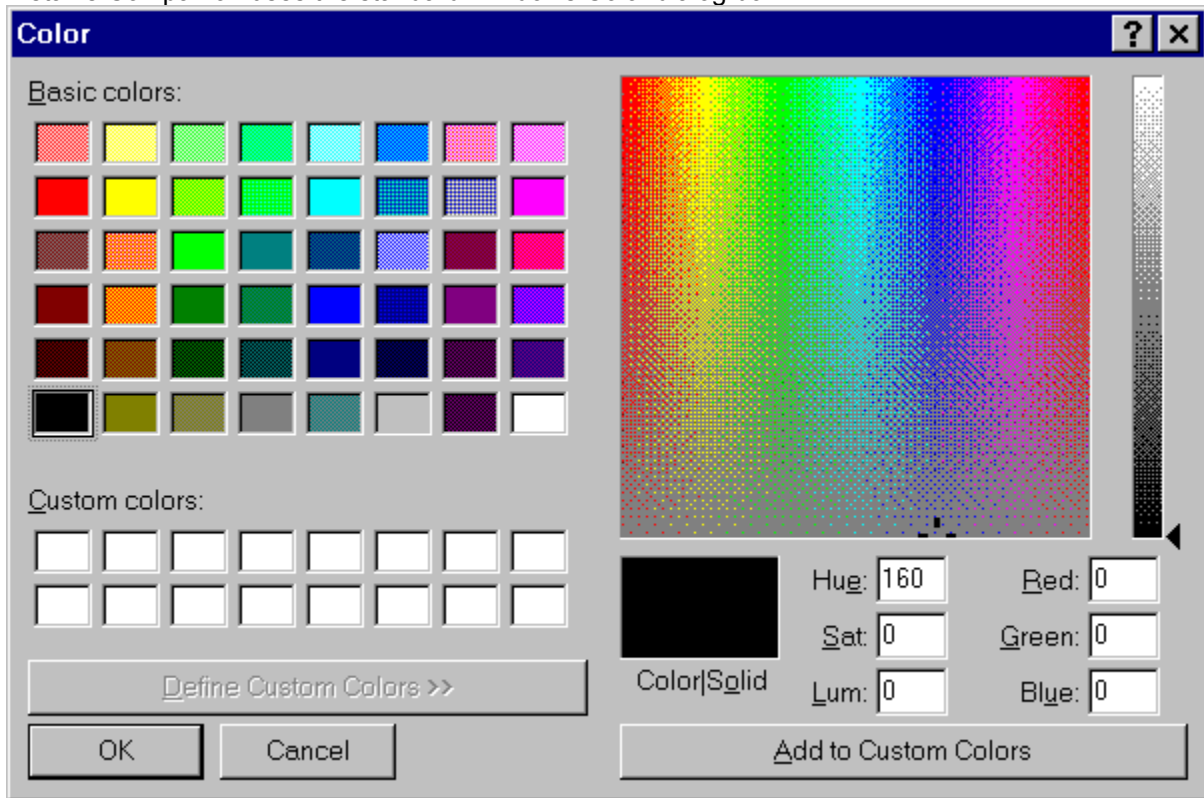 Color
Basic colors:
Custom colors:
Define Custom Colors >>
OK
Cancel
Color|Solid
Hue: 160
Sat: 0
Lum: 0
Red: 0
Green: 0
Blue: 0
Add to Custom Colors